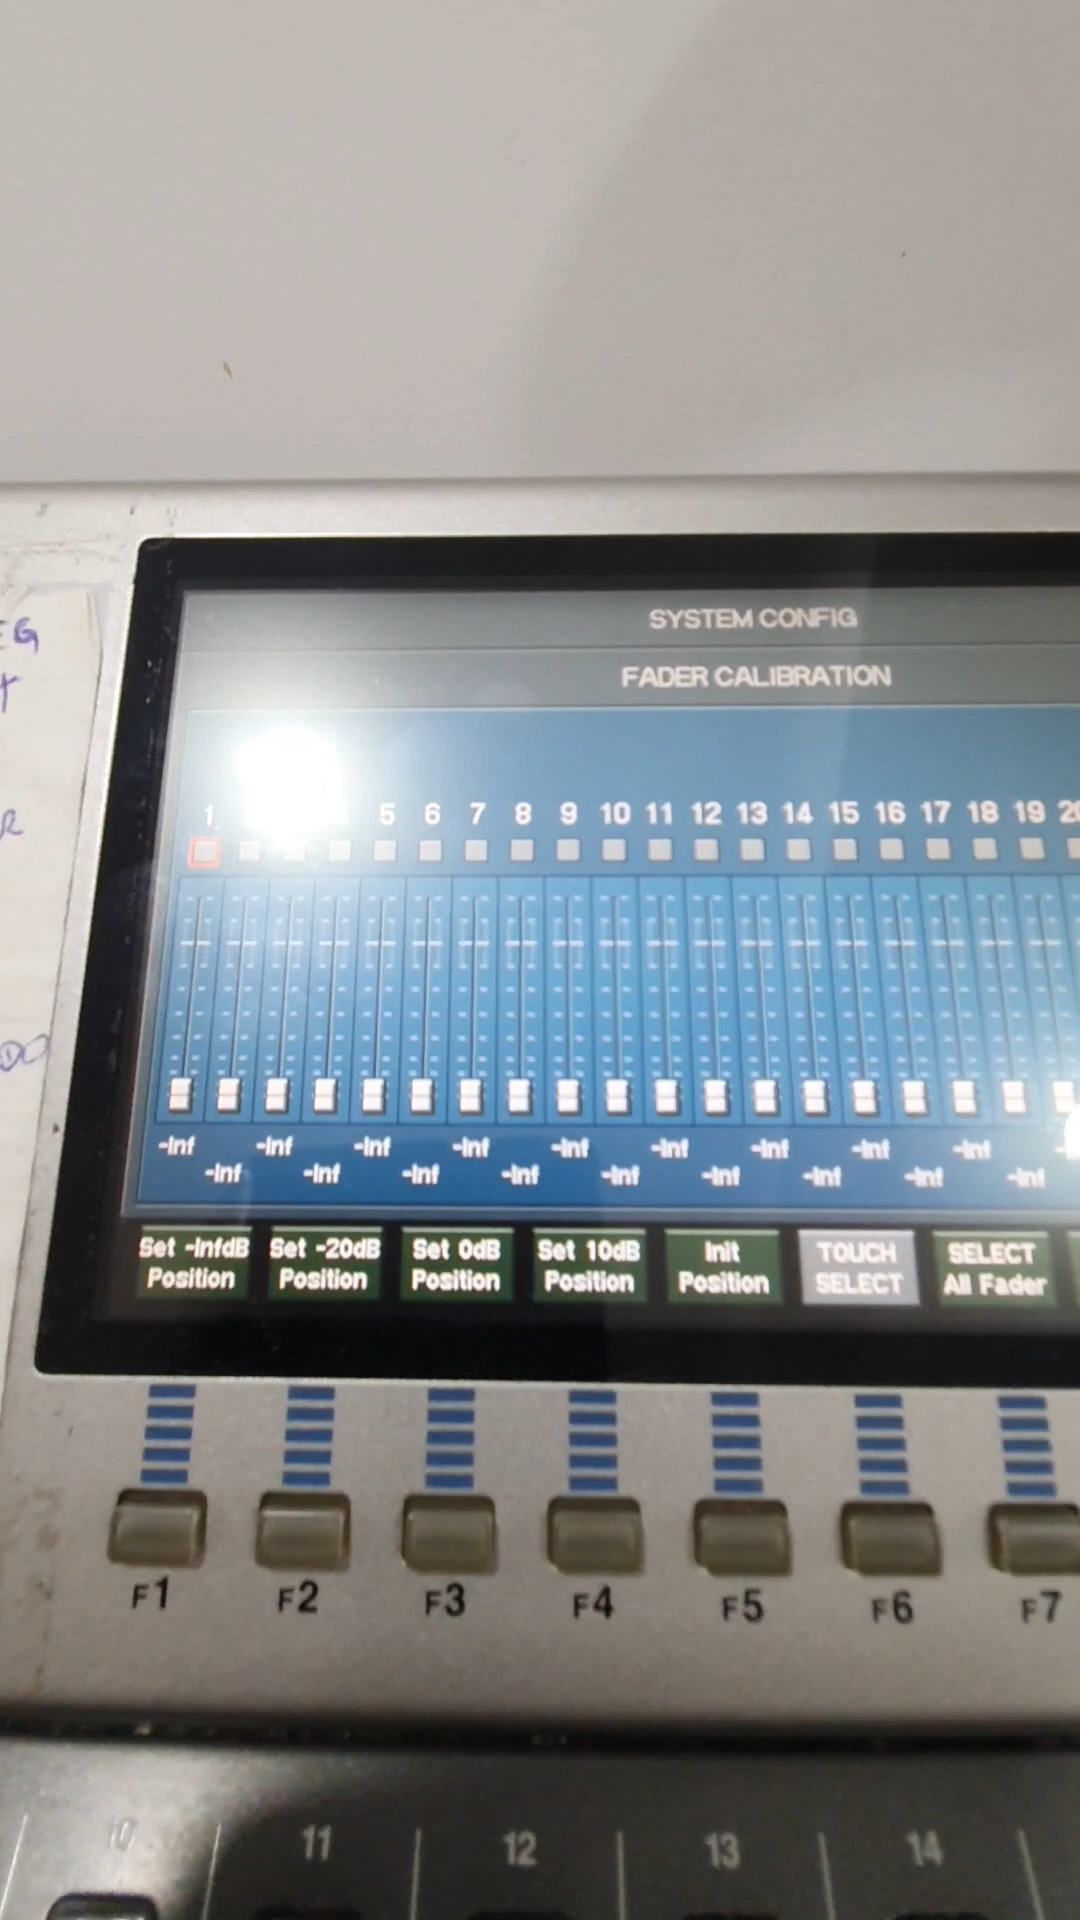 EG
SYSTEM CONFIG
FADER CALIBRATION
1 5 6 7 8 9 10 11 12 13 14 15 16 17 18 19
-Inf -Inf -Inf -Inf -Inf -Inf -Inf -Inf -Inf
-Inf -Inf -Inf -Inf -Inf -Inf -Inf -Inf -Inf
Set -InfdB Position
Set -20dB Position
Set 0dB Position
Set 10dB Position
Init Position
TOUCH SELECT
SELECT All Fader
F1 F2 F3 F4 F5 F6 F7
10 11 12 13 14